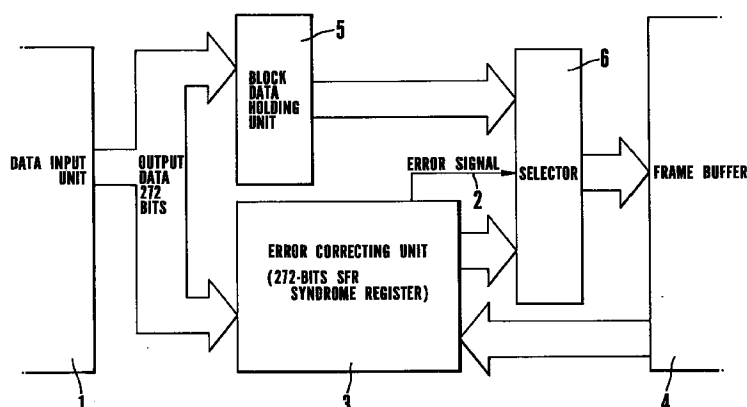 5
BLOCK
DATA
HOLDING
UNIT
6
DATA INPUT
UNIT
OUTPUT
DATA
272
BITS
ERROR SIGNAL
2
SELECTOR
FRAME BUFFER
ERROR CORRECTING UNIT
(272-BITS SFR
SYNDROME REGISTER)
1
3
4